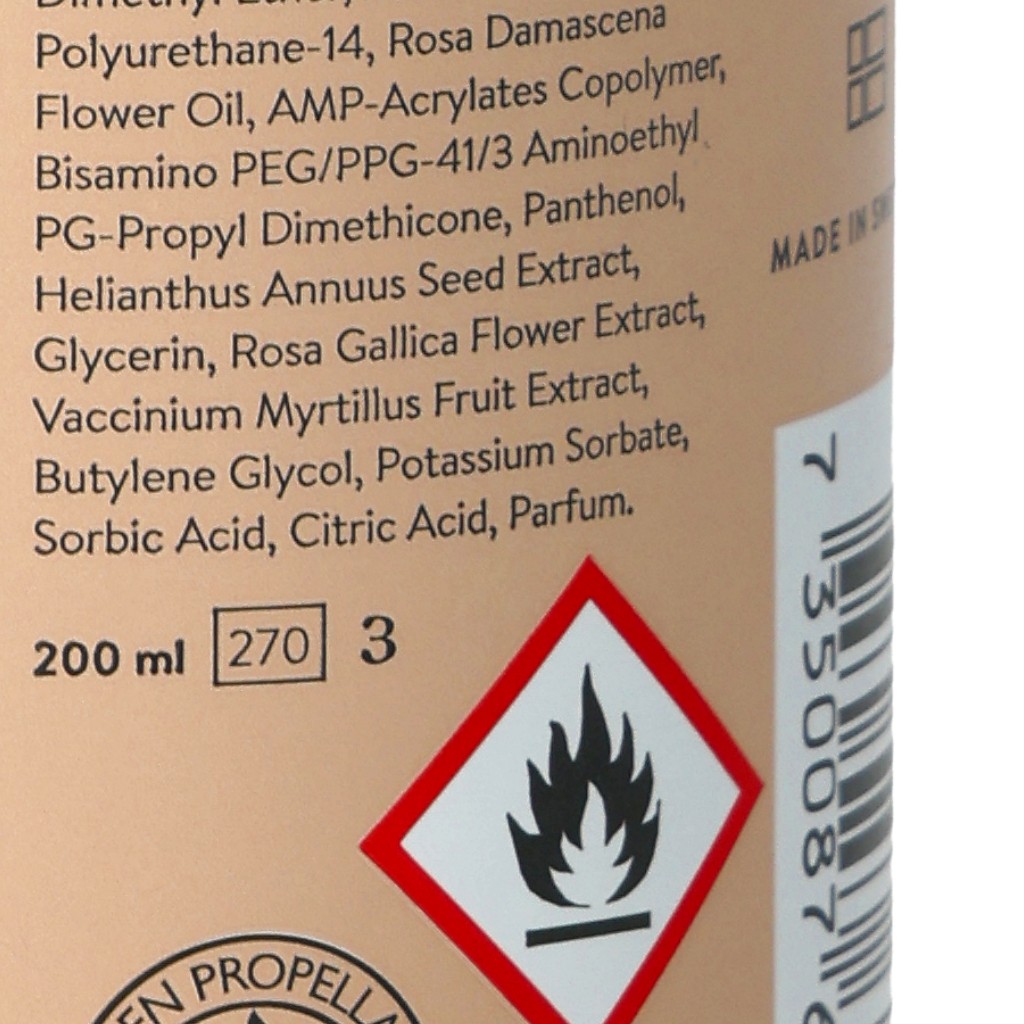 Dimethyl
Polyurethane-14, Rosa Damascena
Flower Oil, AMP-Acrylates Copolymer,
Bisamino PEG/PPG-41/3 Aminoethyl
PG-Propyl Dimethicone, Panthenol,
Helianthus Annuus Seed Extract,
Glycerin, Rosa Gallica Flower Extract,
Vaccinium Myrtillus Fruit Extract,
Butylene Glycol, Potassium Sorbate,
Sorbic Acid, Citric Acid, Parfum.
200 ml 270 3
MADE IN
7 350087
PROPELLA